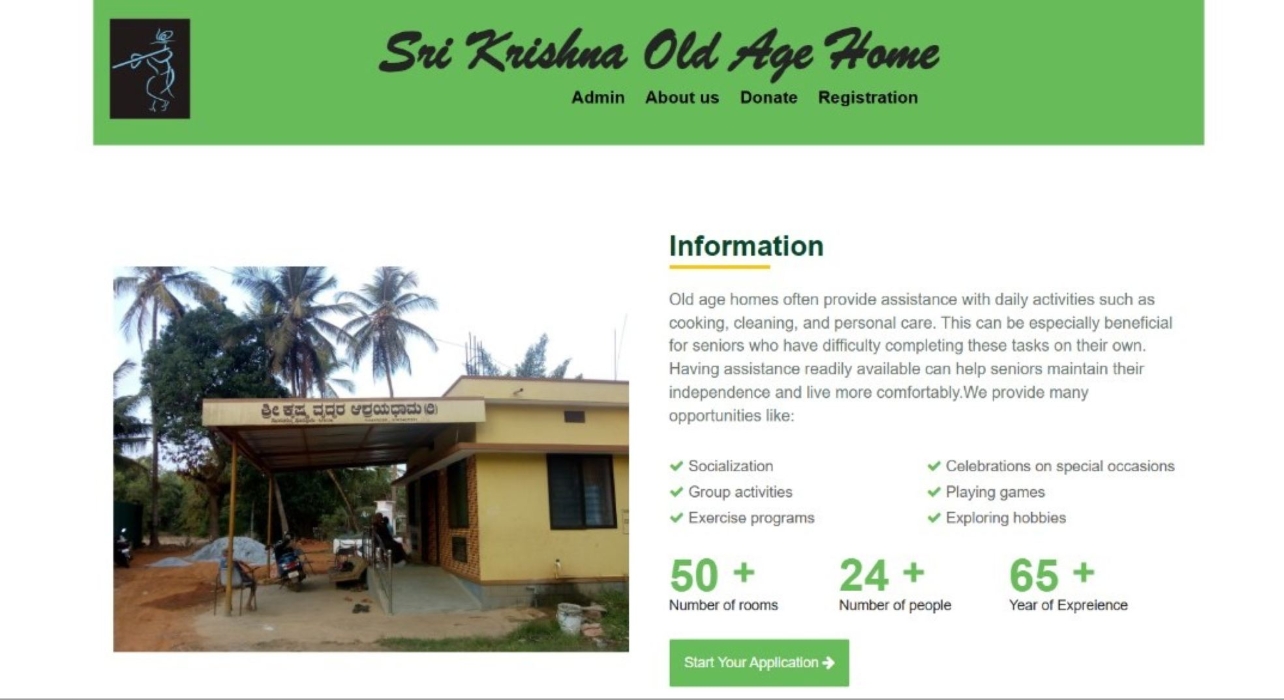 Sri Krishna Old Age Home
Admin About us Donate Registration
Information
Old age homes often provide assistance with daily activities such as
cooking, cleaning, and personal care. This can be especially beneficial
for seniors who have difficulty completing these tasks on their own.
Having assistance readily available can help seniors maintain their
independence and live more comfortably.We provide many
opportunities like:
Socialization
Celebrations on special occasions
Group activities
Playing games
Exercise programs
Exploring hobbies
50 +
24 +
65 +
Number of rooms
Number of people
Year of Expreience
Start Your Application
ಶ್ರೀ ಕೃಷ್ಣ ವೃದ್ಧರ ಆಶ್ರಯಧಾಮ (ರಿ)